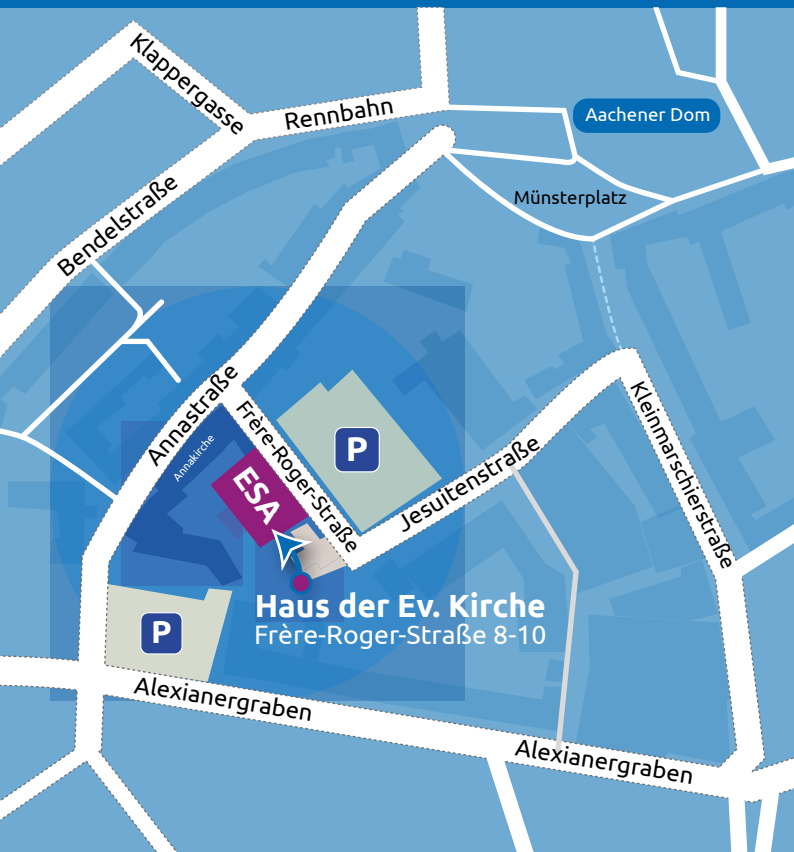 Klappergasse
Rennbahn
Aachener Dom
Münsterplatz
Bendelstraße
Annastraße
Frère-Roger-Straße
Annakirche
P
ESA
Jesuitenstraße
Kleinmarschierstraße
Haus der Ev. Kirche
Frère-Roger-Straße 8-10
P
Alexianergraben
Alexianergraben